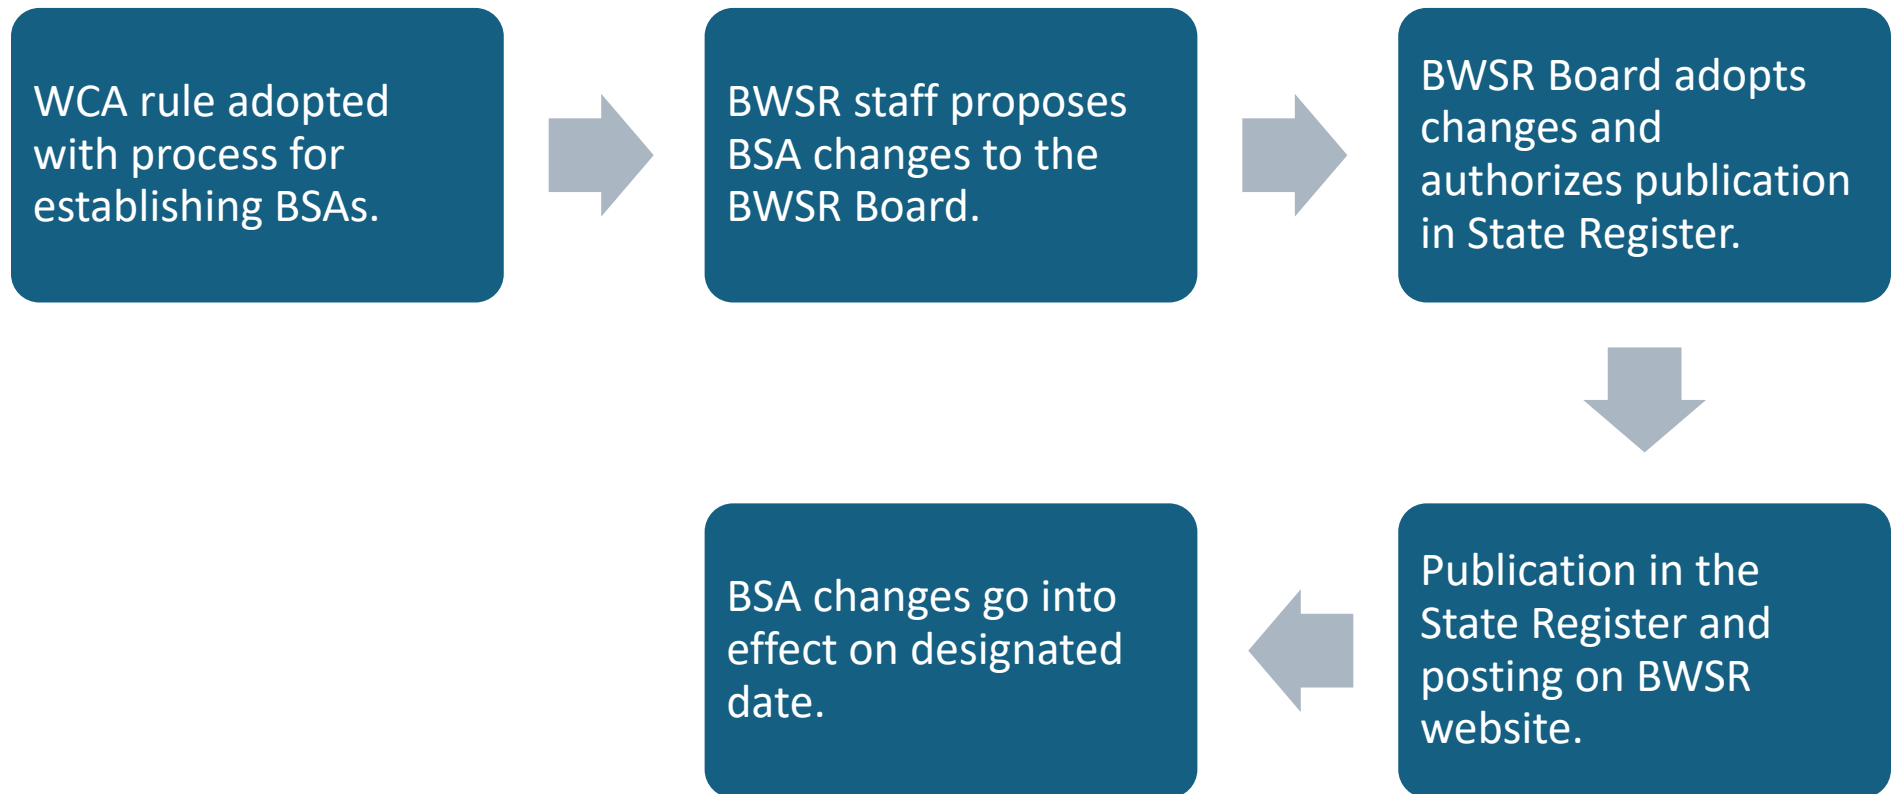 WCA rule adopted
with process for
establishing BSAs.
BWSR staff proposes
BSA changes to the
BWSR Board.
BWSR Board adopts
changes and
authorizes publication
in State Register.
Publication in the
State Register and
posting on BWSR
website.
BSA changes go into
effect on designated
date.